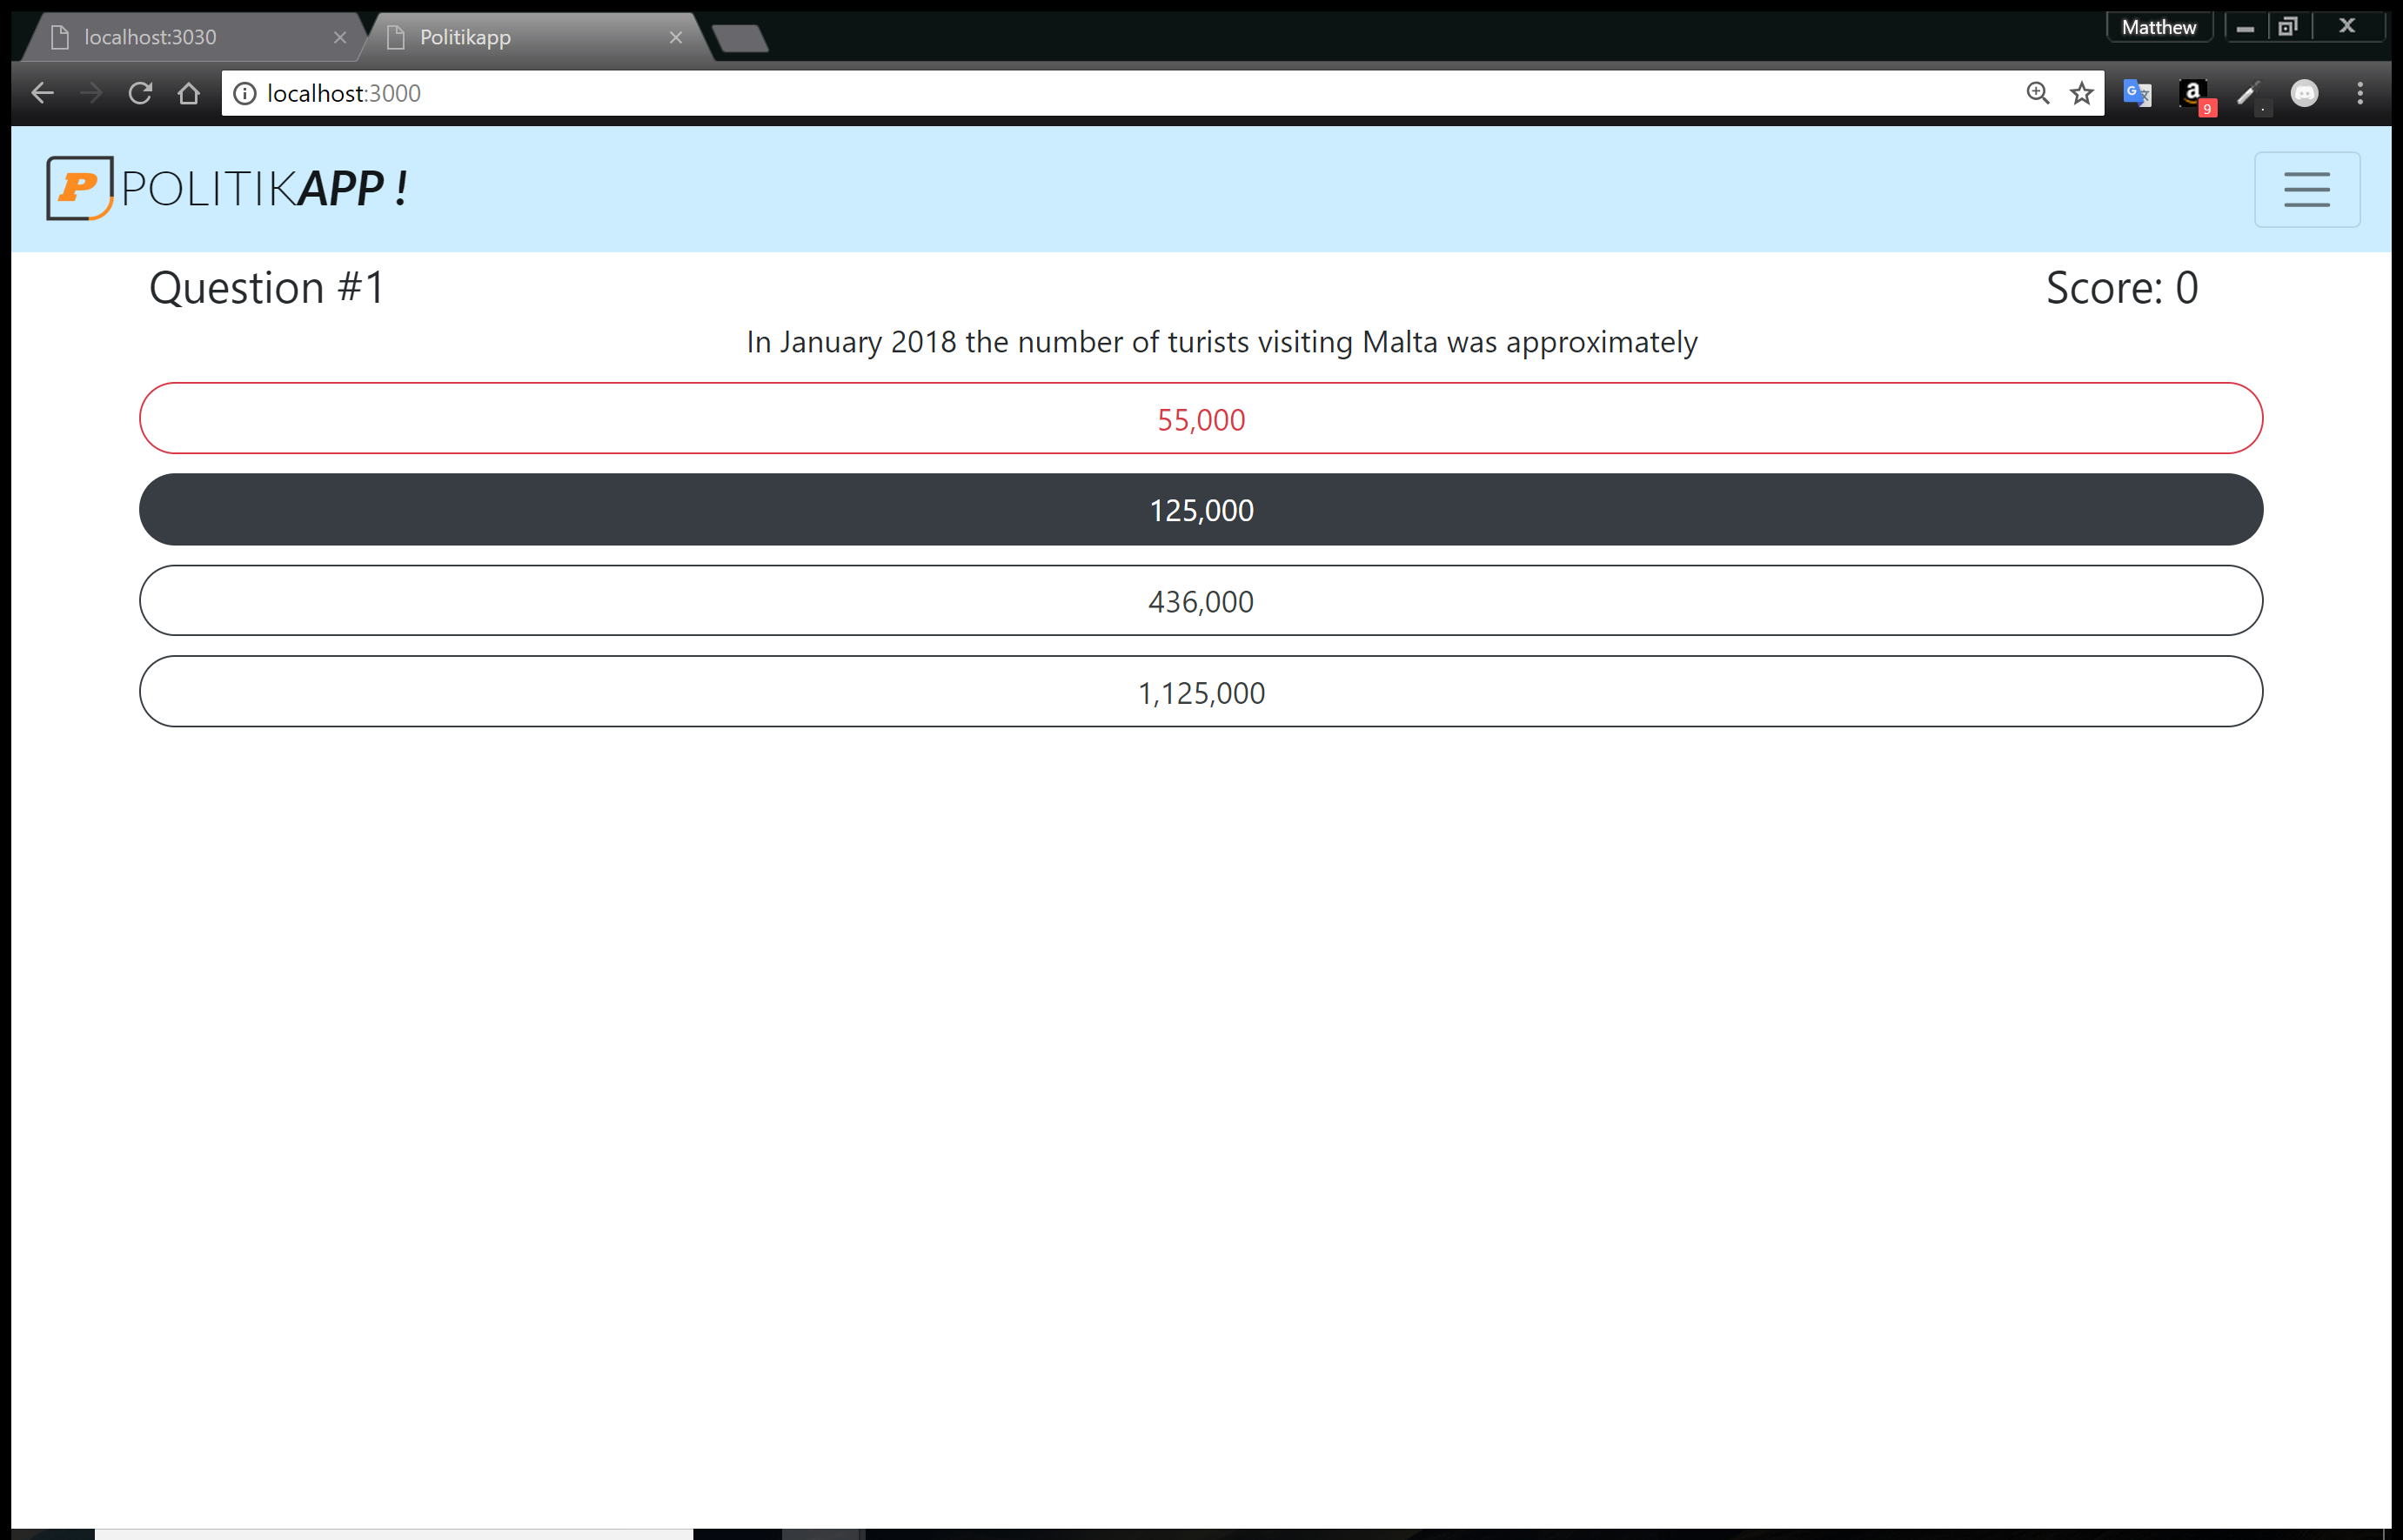 localhost:3030
Politikapp
Matthew
localhost:3000
9
P POLITIKAPP !
Question #1
Score: 0
In January 2018 the number of turists visiting Malta was approximately
55,000
125,000
436,000
1,125,000